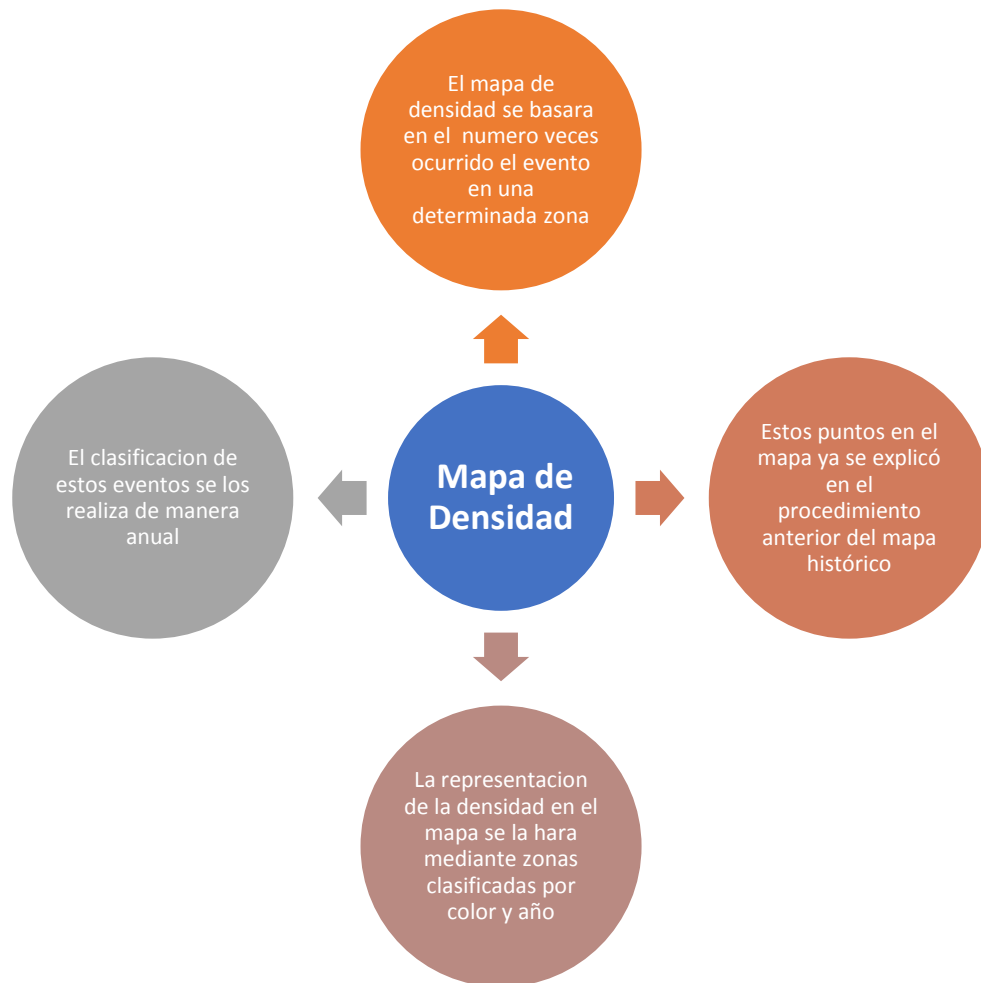 El mapa de
densidad se basara
en el numero veces
ocurrido el evento
en una
determinada zona
El clasificacion de
estos eventos se los
realiza de manera
anual
Mapa de
Densidad
Estos puntos en el
mapa ya se explicó
en el
procedimiento
anterior del mapa
histórico
La representacion
de la densidad en el
mapa se la hara
mediante zonas
clasificadas por
color y año